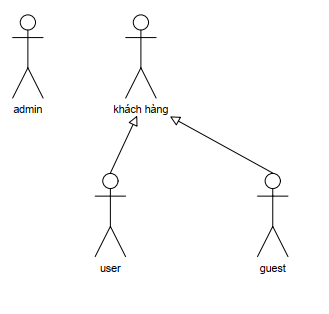 admin
khách hàng
user
guest